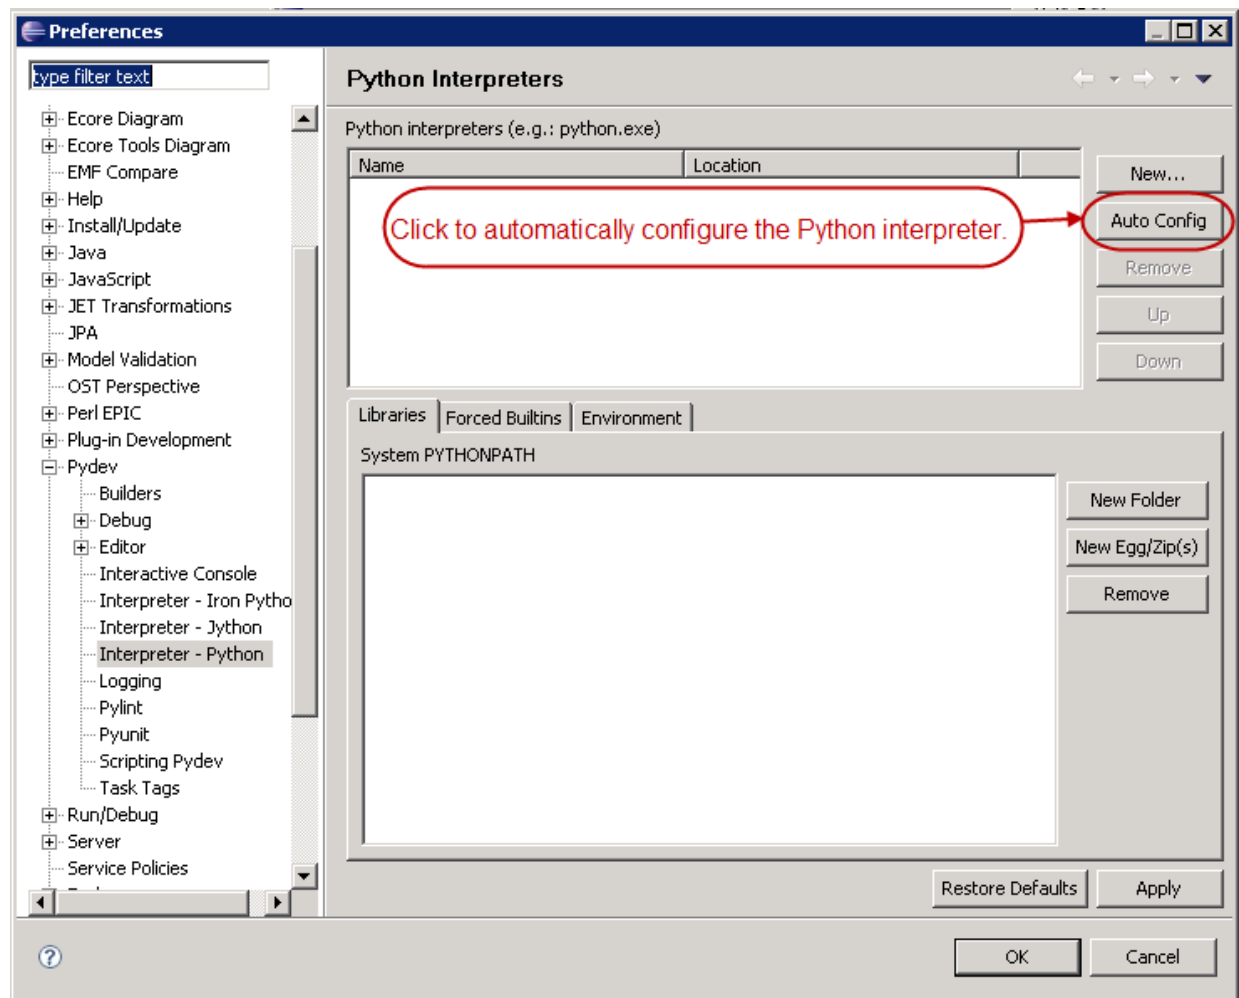 Preferences
type filter text
Python Interpreters
Ecore Diagram
Ecore Tools Diagram
EMF Compare
Help
Install/Update
Java
JavaScript
JET Transformations
JPA
Model Validation
OST Perspective
Perl EPIC
Plug-in Development
Pydev
Builders
Debug
Editor
Interactive Console
Interpreter - Iron Pytho
Interpreter - Jython
Interpreter - Python
Logging
Pylint
Pyunit
Scripting Pydev
Task Tags
Run/Debug
Server
Service Policies
Python interpreters (e.g.: python.exe)
Name Location
Click to automatically configure the Python interpreter.
New...
Auto Config
Remove
Up
Down
Libraries Forced Builtins Environment
System PYTHONPATH
New Folder
New Egg/Zip(s)
Remove
Restore Defaults Apply
OK Cancel